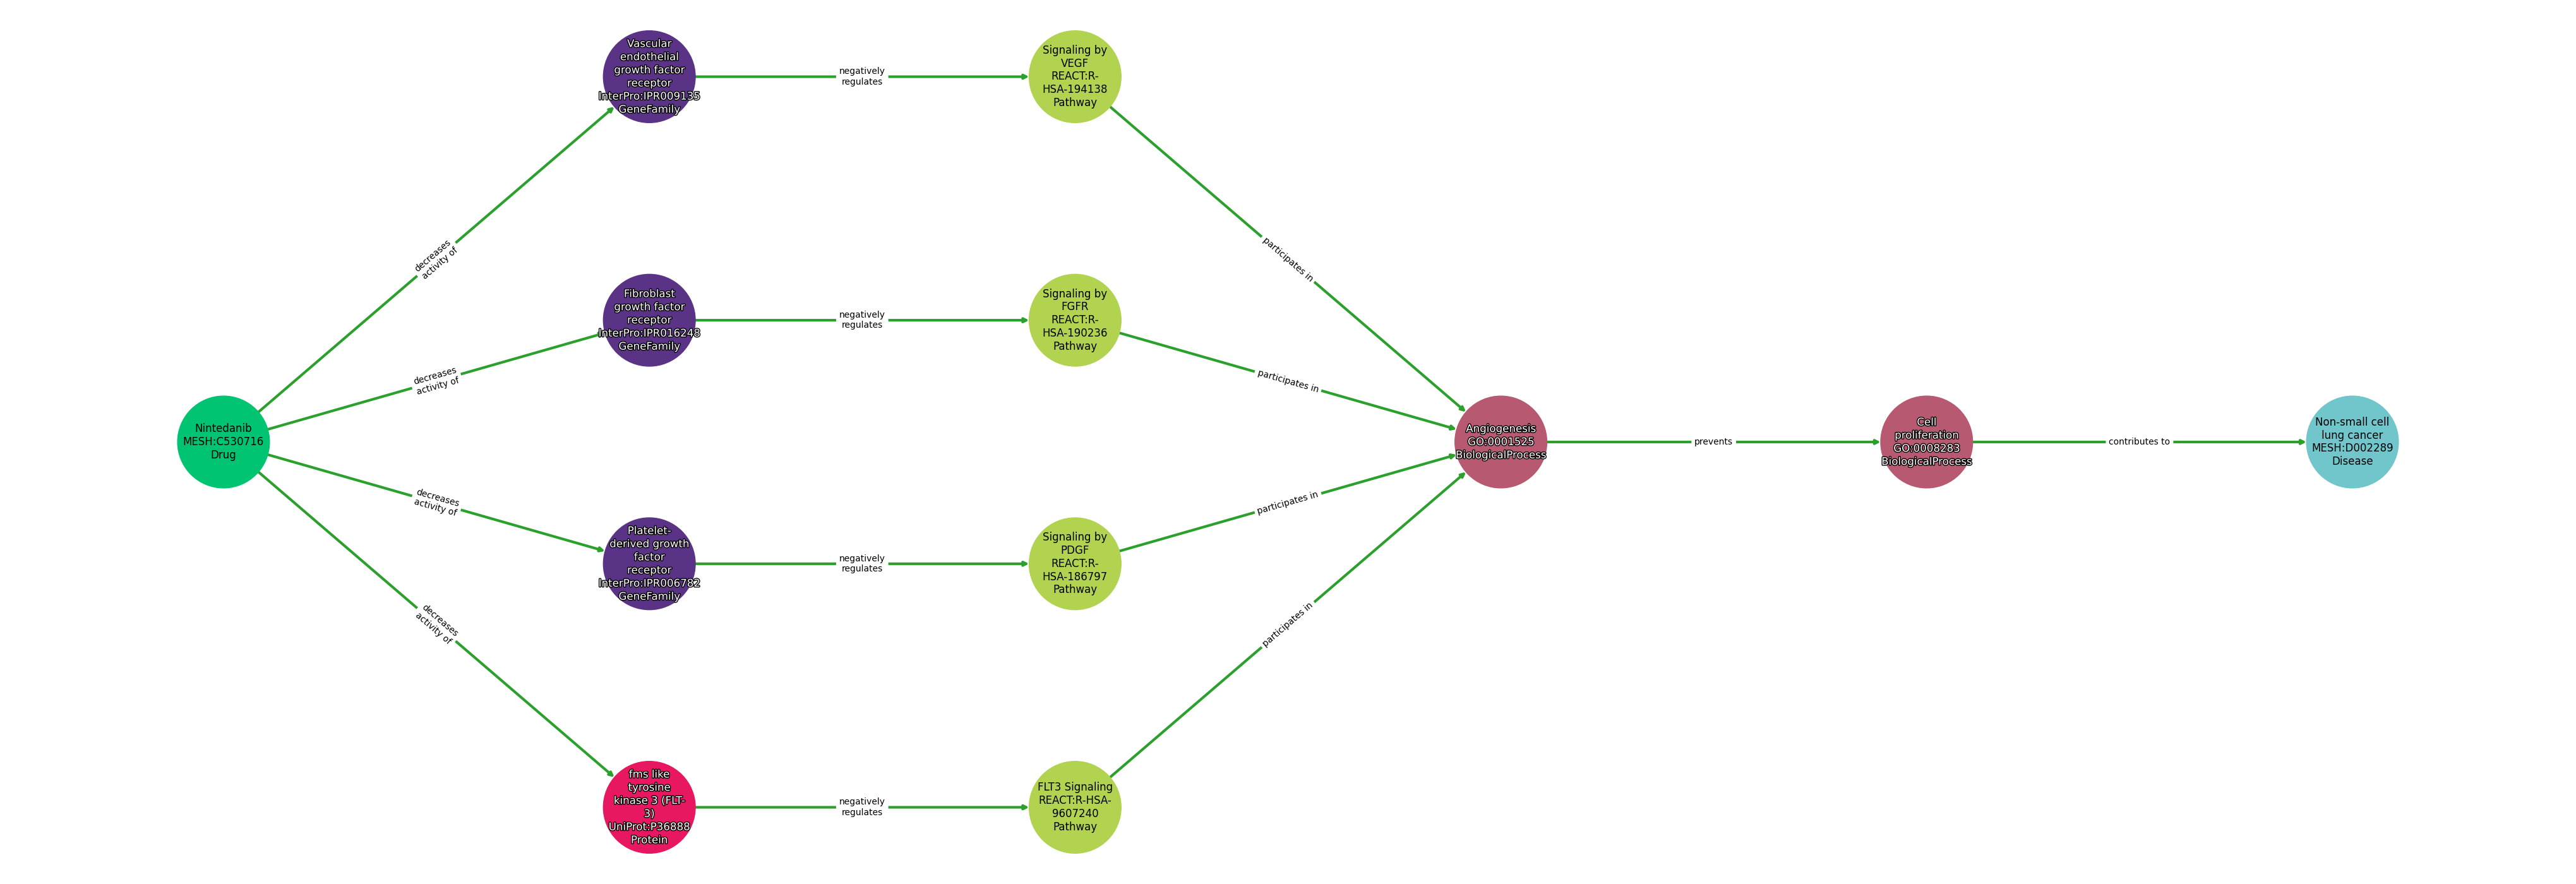 Vascular
endothelial
growth factor
receptor
InterPro:IPR009135
GeneFamily
negatively
regulates
Signaling by
VEGF
REACT:R-
HSA-194138
Pathway
decreases
activity of
participates in
Fibroblast
growth factor
receptor
InterPro:IPR016248
GeneFamily
negatively
regulates
Signaling by
FGFR
REACT:R-
HSA-190236
Pathway
decreases
activity of
participates in
Nintedanib
MESH:C530716
Drug
Angiogenesis
GO:0001525
BiologicalProcess
prevents
Cell
proliferation
GO:0008283
BiologicalProcess
contributes to
Non-small cell
lung cancer
MESH:D002289
Disease
decreases
activity of
participates in
Platelet-
derived growth
factor
receptor
InterPro:IPR006782
GeneFamily
negatively
regulates
Signaling by
PDGF
REACT:R-
HSA-186797
Pathway
decreases
activity of
participates in
fms like
tyrosine
kinase 3 (FLT-
3)
UniProt:P36888
Protein
negatively
regulates
FLT3 Signaling
REACT:R-HSA-
9607240
Pathway